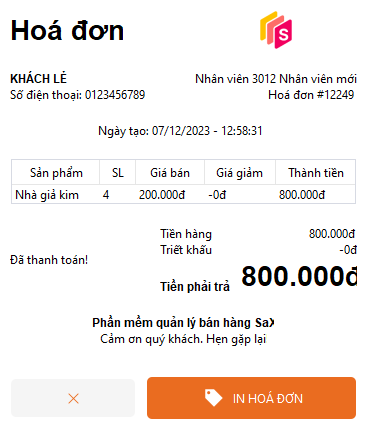 Hoá đơn
S
KHÁCH LẺ
Nhân viên 3012 Nhân viên mới
Số điện thoại: 0123456789
Hoá đơn #12249
Ngày tạo: 07/12/2023 - 12:58:31
Sản phẩm SL Giá bán Giá giảm Thành tiền
Nhà giả kim 4 200.000đ -0đ 800.000đ
Tiền hàng 800.000đ
Triết khấu -0đ
Đã thanh toán!
Tiền phải trả 800.000đ
Phần mềm quản lý bán hàng SaX
Cảm ơn quý khách. Hẹn gặp lại
IN HOÁ ĐƠN